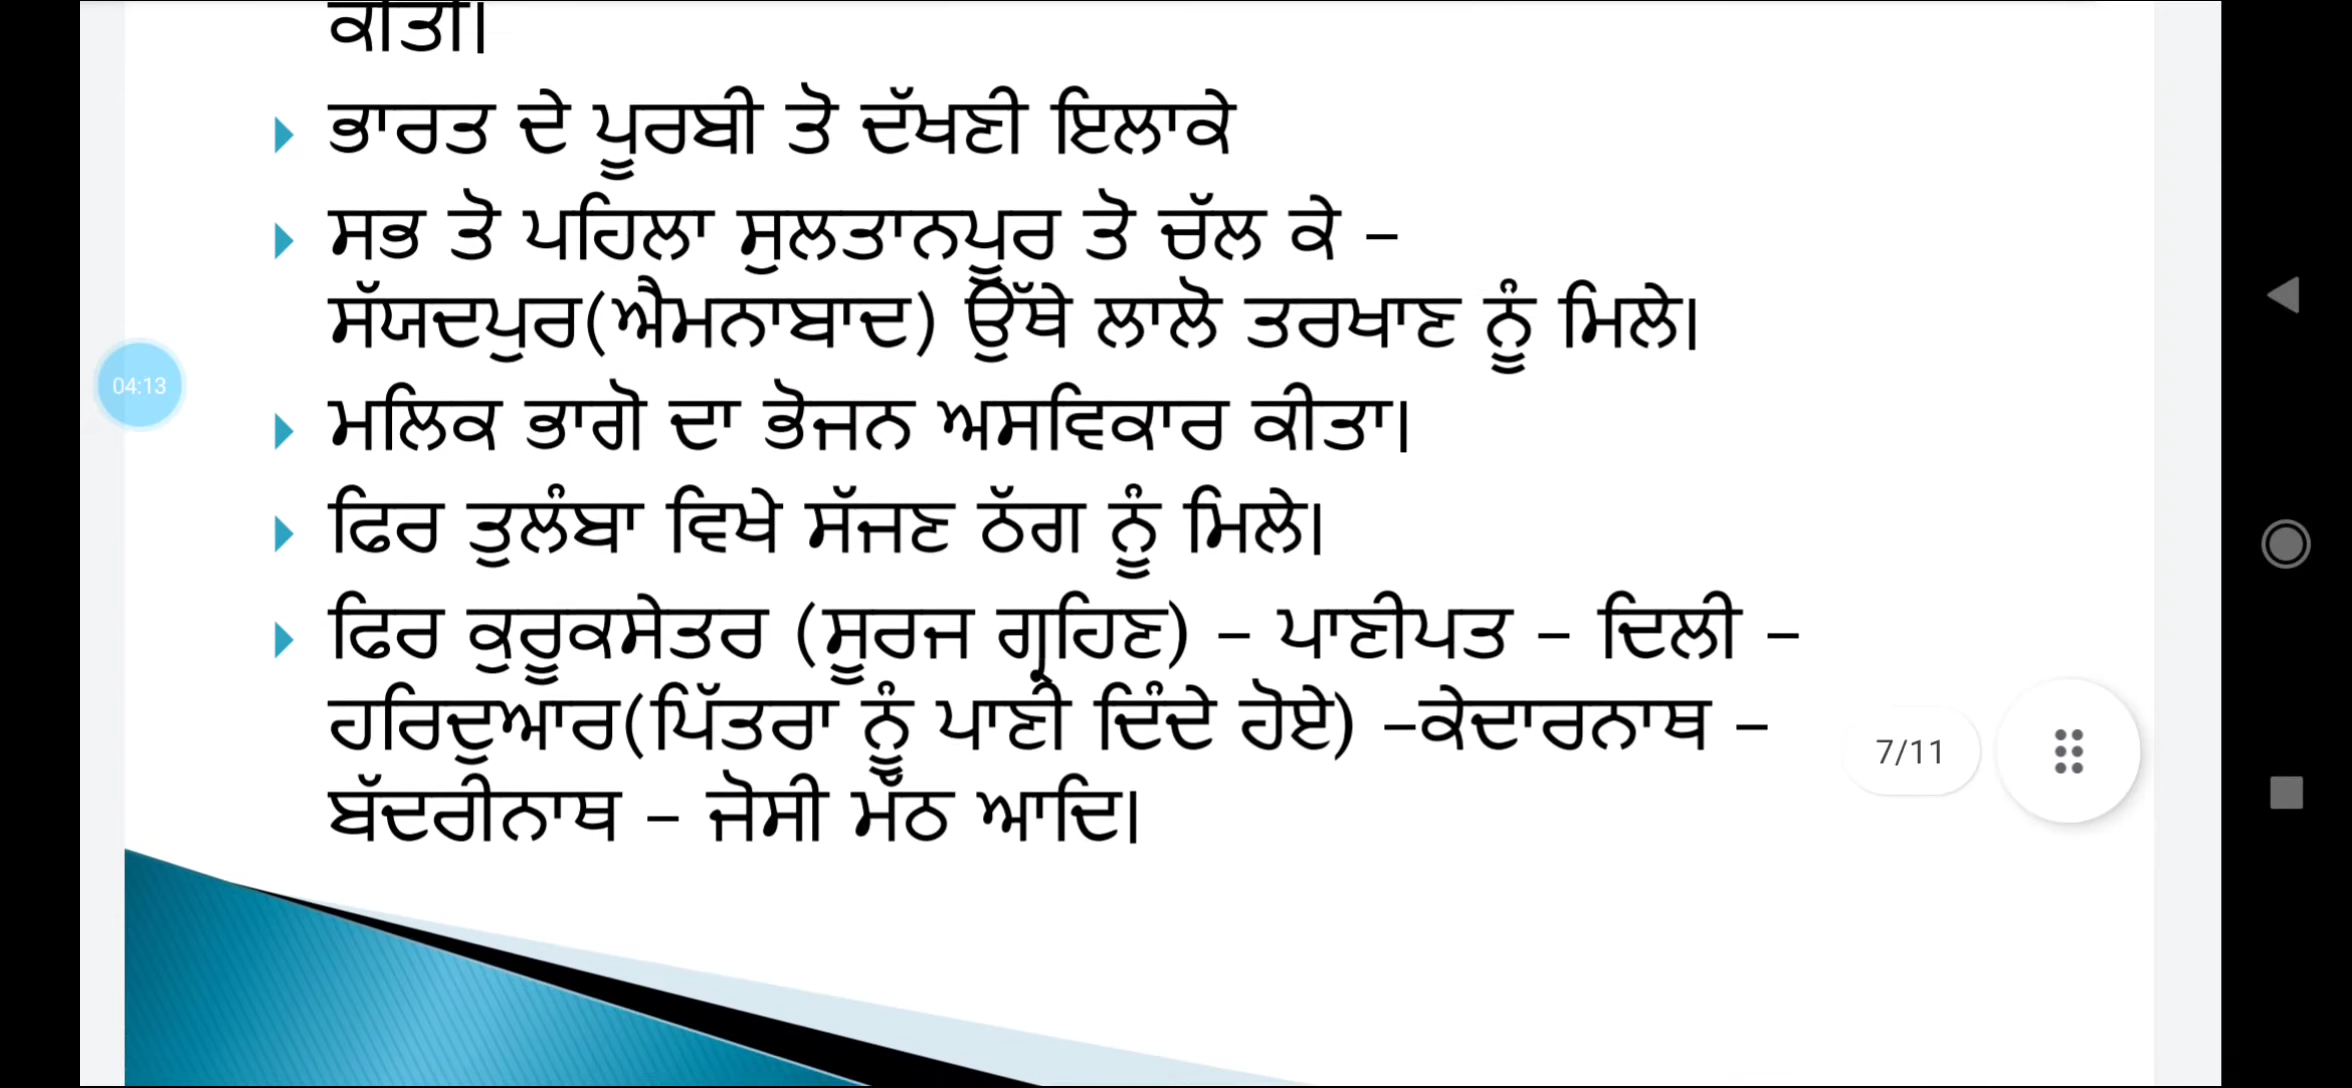 ਕੀਤੀ|
ਭਾਰਤ ਦੇ ਪੂਰਬੀ ਤੋ ਦੱਖਣੀ ਇਲਾਕੇ
ਸਭ ਤੋ ਪਹਿਲਾ ਸੁਲਤਾਨਪੂਰ ਤੋ ਚੱਲ ਕੇ –
ਸੱਯਦਪੁਰ(ਐਮਨਾਬਾਦ) ਉੱਥੇ ਲਾਲੋ ਤਰਖਾਣ ਨੂੰ ਮਿਲੇ|
ਮਲਿਕ ਭਾਗੋ ਦਾ ਭੋਜਨ ਅਸਵਿਕਾਰ ਕੀਤਾ|
04:13
ਫਿਰ ਤੁਲੰਬਾ ਵਿਖੇ ਸੱਜਣ ਠੱਗ ਨੂੰ ਮਿਲੇ|
ਫਿਰ ਕੁਰੂਕਸੇਤਰ (ਸੂਰਜ ਗ੍ਰਹਿਣ) – ਪਾਣੀਪਤ – ਦਿਲੀ –
ਹਰਿਦੁਆਰ(ਪਿੱਤਰਾ ਨੂੰ ਪਾਣੀ ਦਿੰਦੇ ਹੋਏ) –ਕੇਦਾਰਨਾਥ –
ਬੱਦਰੀਨਾਥ – ਜੋਸੀ ਮੱਠ ਆਦਿ|
7/11